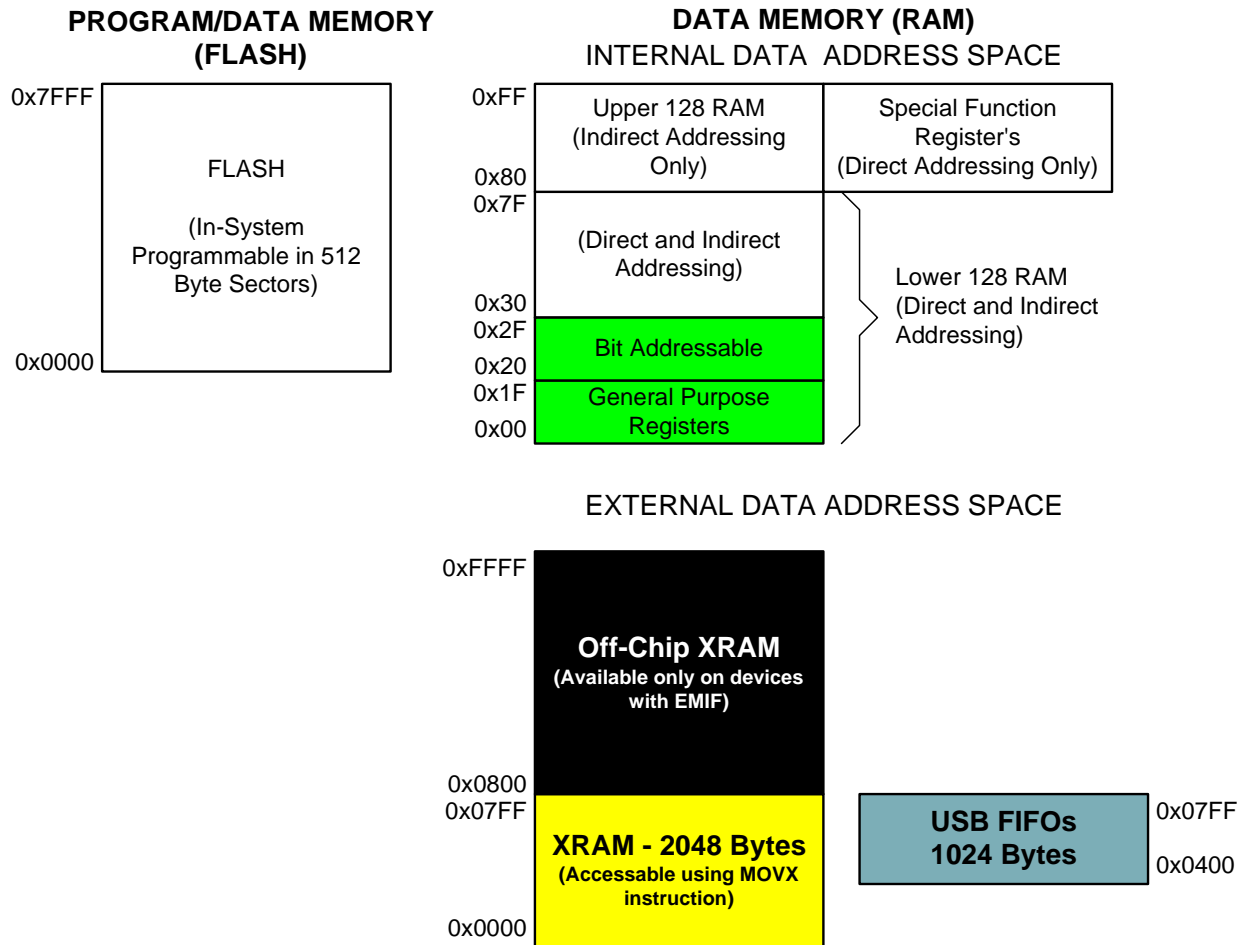 PROGRAM/DATA MEMORY
(FLASH)
0x7FFF
FLASH
(In-System
Programmable in 512
Byte Sectors)
0x0000
DATA MEMORY (RAM)
INTERNAL DATA ADDRESS SPACE
0xFF
Upper 128 RAM
(Indirect Addressing
Only)
0x80
Special Function
Register's
(Direct Addressing Only)
0x7F
(Direct and Indirect
Addressing)
0x30
Lower 128 RAM
(Direct and Indirect
Addressing)
0x2F
Bit Addressable
0x20
0x1F
General Purpose
Registers
0x00
EXTERNAL DATA ADDRESS SPACE
0xFFFF
Off-Chip XRAM
(Available only on devices
with EMIF)
0x0800
0x07FF
XRAM - 2048 Bytes
(Accessable using MOVX
instruction)
0x0000
USB FIFOs
1024 Bytes
0x07FF
0x0400